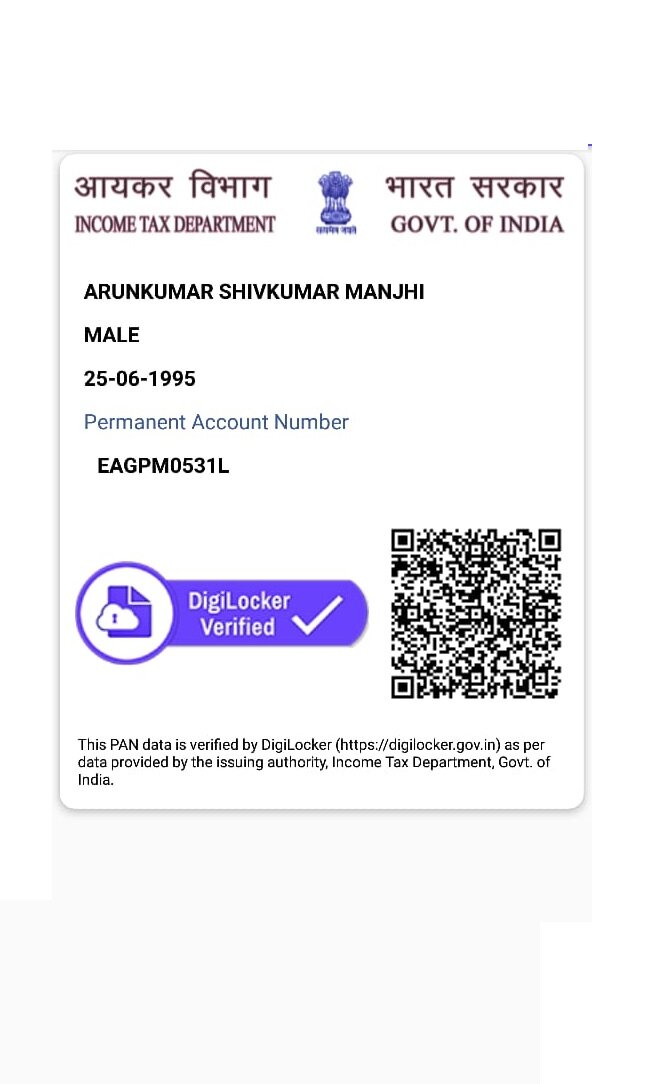 आयकर विभाग
INCOME TAX DEPARTMENT
सत्यमेव जयते
भारत सरकार
GOVT. OF INDIA
ARUNKUMAR SHIVKUMAR MANJHI
MALE
25-06-1995
Permanent Account Number
EAGPM0531L
DigiLocker
Verified
This PAN data is verified by DigiLocker (https://digilocker.gov.in) as per
data provided by the issuing authority, Income Tax Department, Govt. of
India.